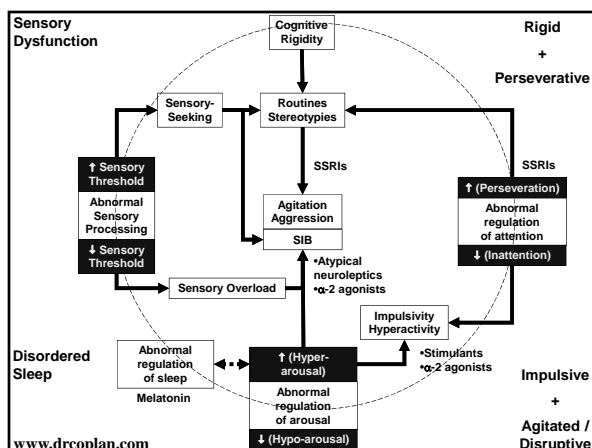 Sensory
Dysfunction
Cognitive
Rigidity
Rigid
+
Perseverative
Sensory-
Seeking
Routines
Stereotypies
SSRIs
SSRIs
↑ Sensory
Threshold
Abnormal
Sensory
Processing
↓ Sensory
Threshold
Agitation
Aggression
SIB
↑ (Perseveration)
Abnormal
regulation
of attention
↓ (Inattention)
•Atypical
neuroleptics
•α-2 agonists
Sensory Overload
Impulsivity
Hyperactivity
•Stimulants
•α-2 agonists
Disordered
Sleep
Abnormal
regulation
of sleep
Melatonin
↑ (Hyper-
arousal)
Abnormal
regulation
of arousal
↓ (Hypo-arousal)
Impulsive
+
Agitated /
Disruptive
www.drcoplan.com